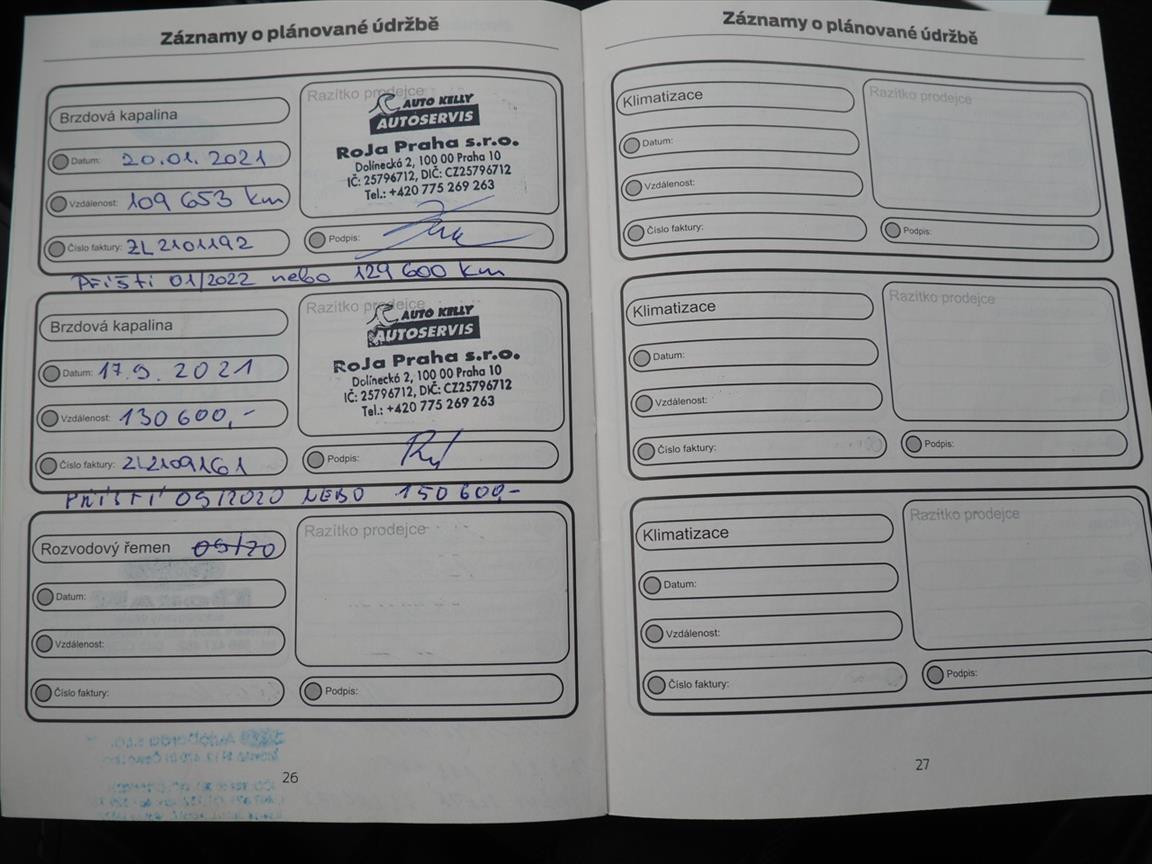 Záznamy o plánované údržbě
Brzdová kapalina
Datum: 20.01.2021
Vzdálenost: 109 653 km
Číslo faktury: ZL2101192
Razítko prodejce
AUTO KELLY
AUTOSERVIS
RoJa Praha s.r.o.
Dolínecká 2, 100 00 Praha 10
IČ: 25796712, DIČ: CZ25796712
Tel.: +420 775 269 263
Podpis:
Příští 01/2022 nebo 129 600 km
Brzdová kapalina
Datum: 17.9.2021
Vzdálenost: 130 600,-
Číslo faktury: ZL2109161
Razítko prodejce
AUTO KELLY
AUTOSERVIS
RoJa Praha s.r.o.
Dolínecká 2, 100 00 Praha 10
IČ: 25796712, DIČ: CZ25796712
Tel.: +420 775 269 263
Podpis:
PŘÍŠTÍ 09/2020 NEBO 150 600,-
Rozvodový řemen
Datum:
Vzdálenost:
Číslo faktury:
Razítko prodejce
Podpis:
26
Záznamy o plánované údržbě
Klimatizace
Datum:
Vzdálenost:
Číslo faktury:
Razítko prodejce
Podpis:
Klimatizace
Datum:
Vzdálenost:
Číslo faktury:
Razítko prodejce
Podpis:
Klimatizace
Datum:
Vzdálenost:
Číslo faktury:
Razítko prodejce
Podpis:
27